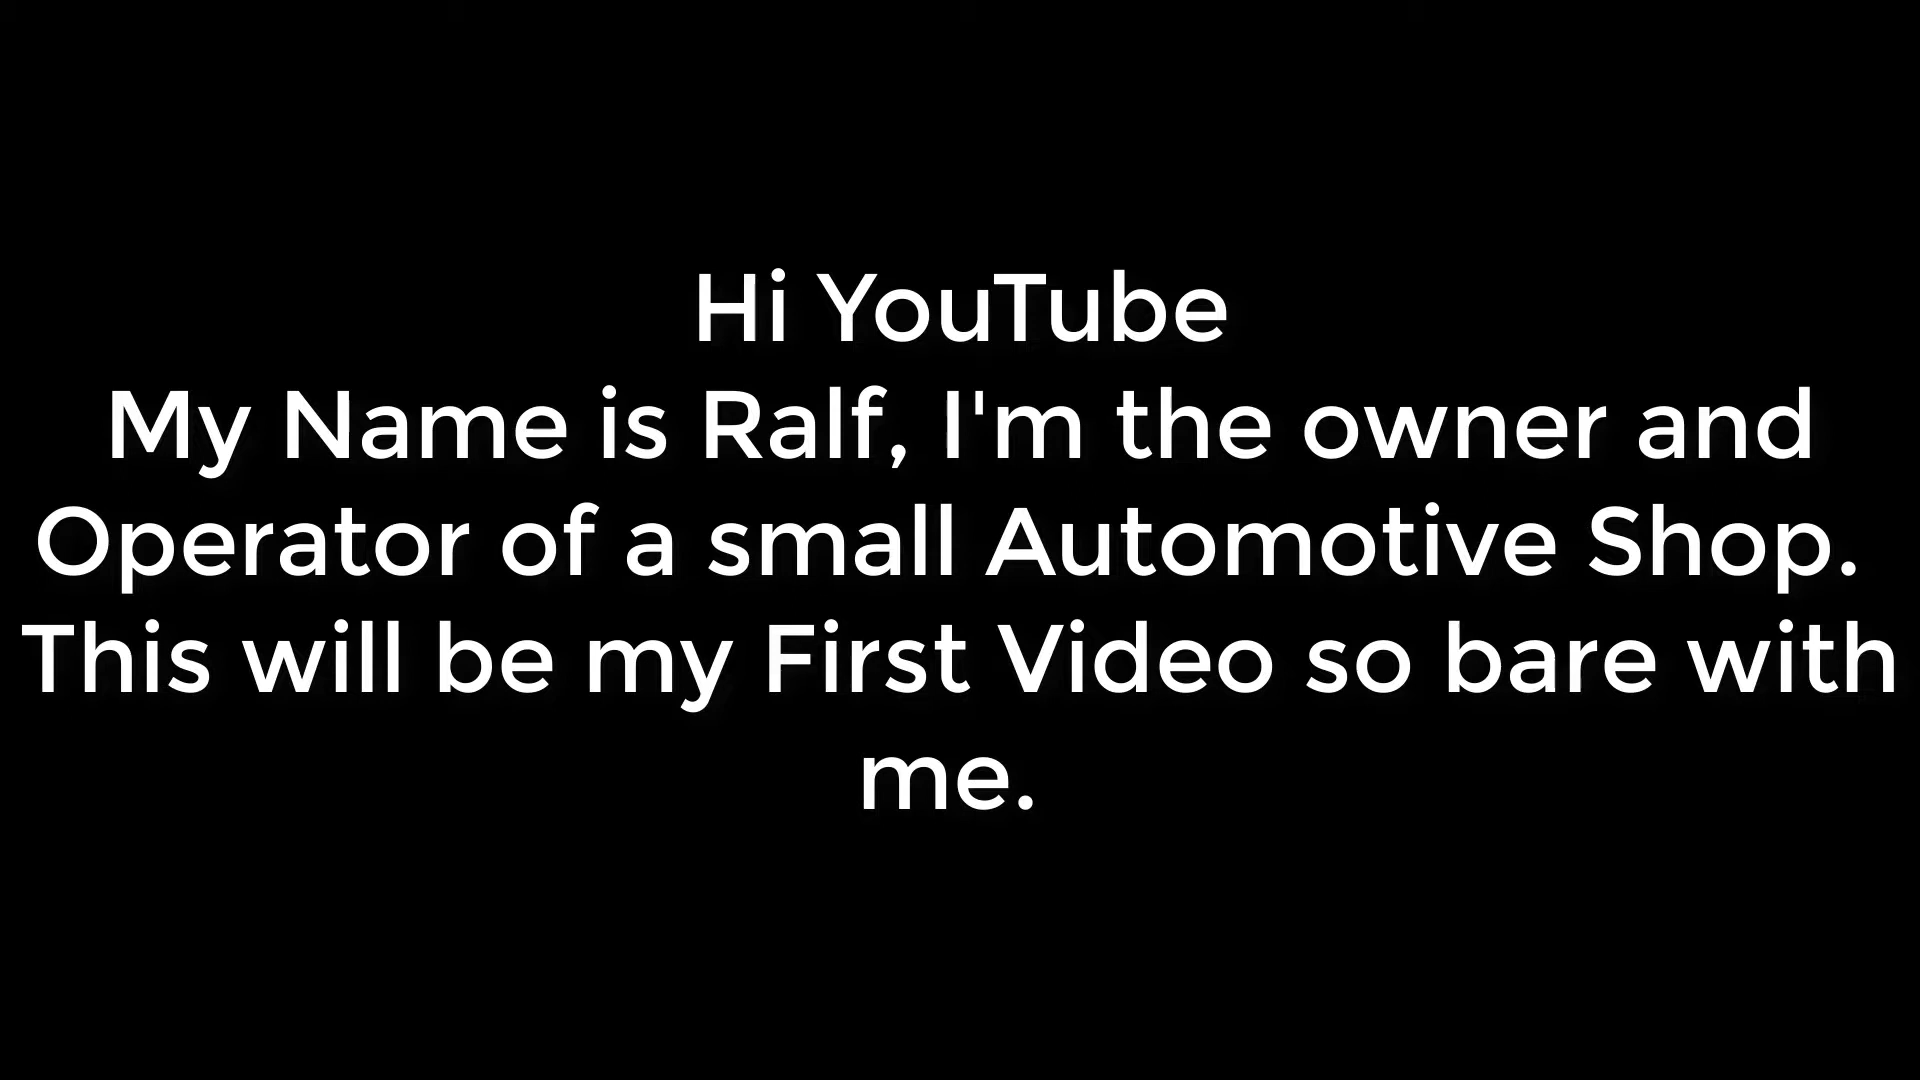 Hi YouTube
My Name is Ralf, I'm the owner and
Operator of a small Automotive Shop.
This will be my First Video so bare with
me.